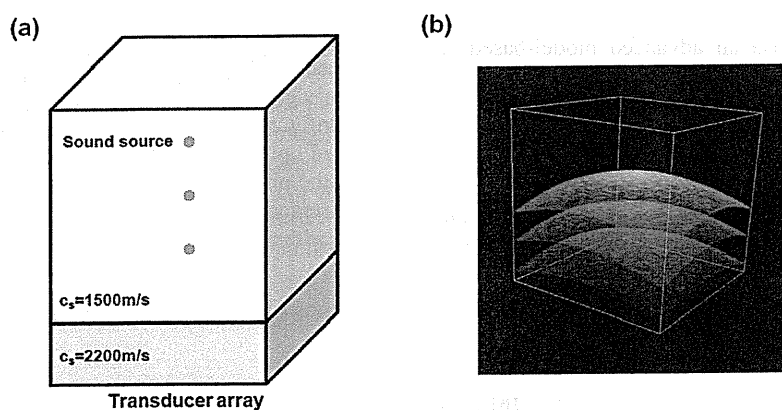 (a)
Sound source
c_s=1500m/s
c_s=2200m/s
Transducer array
(b)